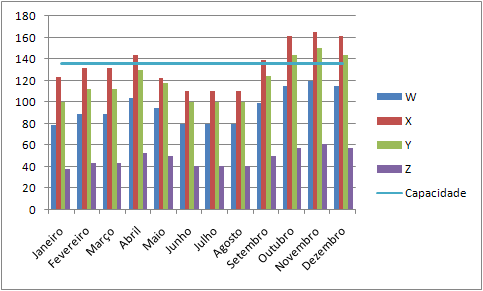 180
160
140
120
100
80
60
40
20
0
Janeiro
Fevereiro
Março
Abril
Maio
Junho
Julho
Agosto
Setembro
Outubro
Novembro
Dezembro
W
X
Y
Z
Capacidade